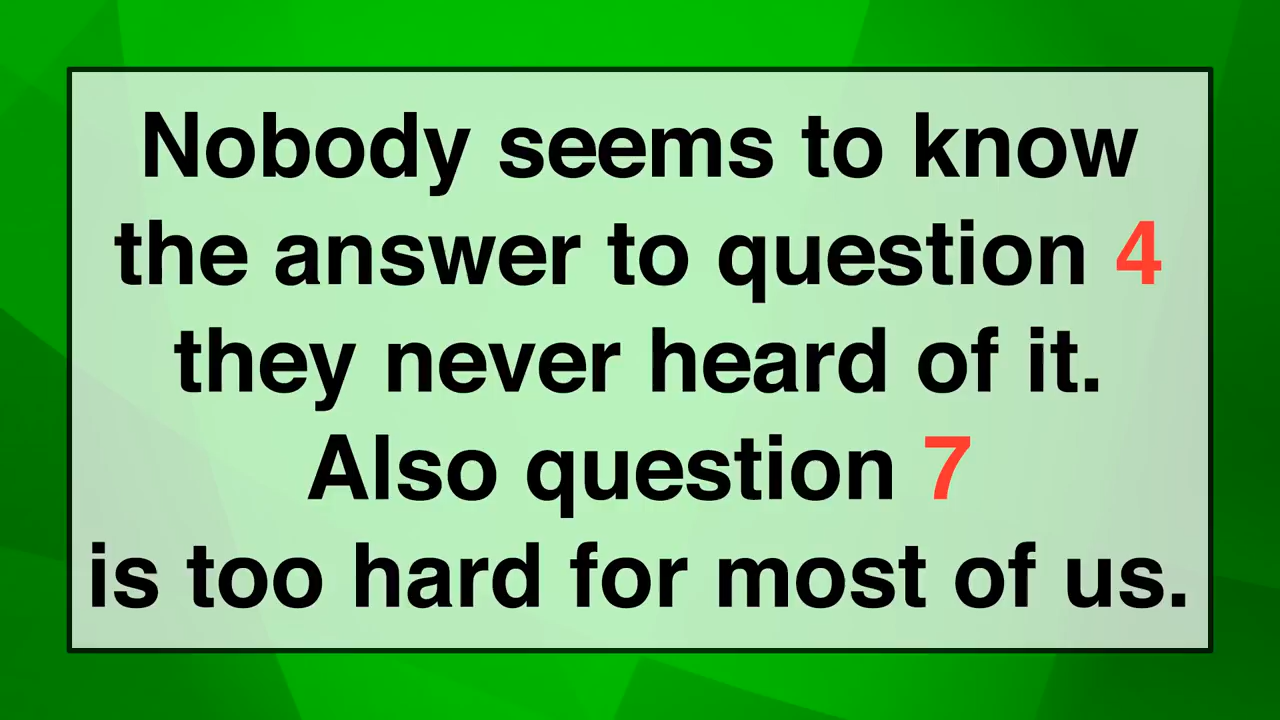 Nobody seems to know
the answer to question 4
they never heard of it.
Also question 7
is too hard for most of us.